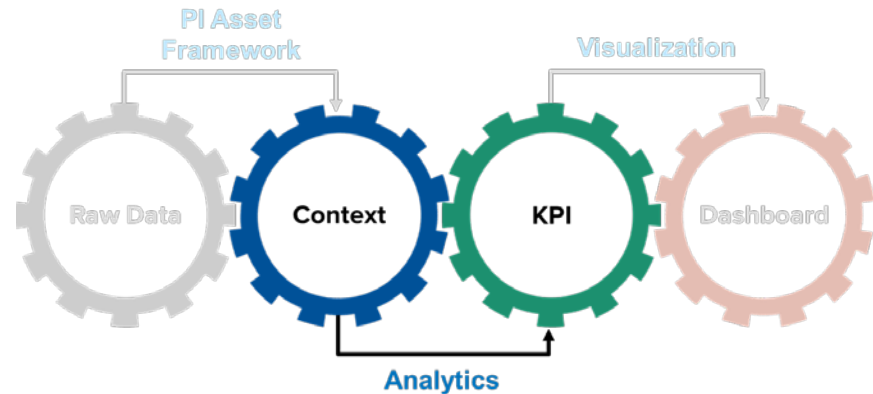 PI Asset
Framework
Visualization
Raw Data
Context
KPI
Dashboard
Analytics